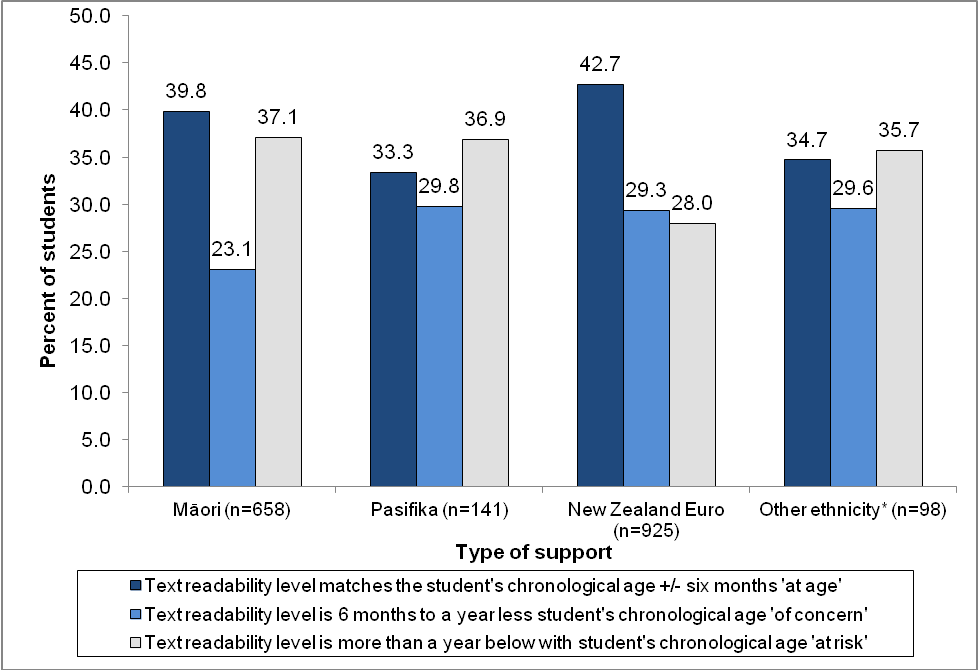 50.0
45.0
40.0
35.0
30.0
25.0
20.0
15.0
10.0
5.0
0.0
Percent of students
39.8
23.1
37.1
33.3
29.8
36.9
42.7
29.3
28.0
34.7
29.6
35.7
Māori (n=658)
Pasifika (n=141)
New Zealand Euro
(n=925)
Other ethnicity* (n=98)
Type of support
Text readability level matches the student's chronological age +/- six months 'at age'
Text readability level is 6 months to a year less student's chronological age 'of concern'
Text readability level is more than a year below with student's chronological age 'at risk'